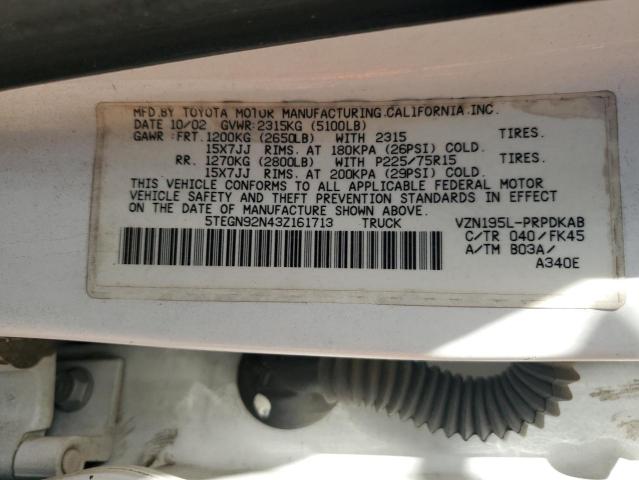 MFD.BY TOYOTA MOTOR MANUFACTURING.CALIFORNIA.INC.
DATE 10/02 GVWR:2315KG (5100LB)
GAWR :FRT.1200KG (2650LB) WITH 2315 TIRES.
15X7JJ RIMS. AT 180KPA (26PSI) COLD.
RR. 1270KG (2800LB) WITH P225/75R15 TIRES.
15X7JJ RIMS. AT 200KPA (29PSI) COLD.
THIS VEHICLE CONFORMS TO ALL APPLICABLE FEDERAL MOTOR
VEHICLE SAFETY AND THEFT PREVENTION STANDARDS IN EFFECT
ON THE DATE OF MANUFACTURE SHOWN ABOVE.
5TEGN92N43Z161713 TRUCK VZN195L-PRPDKAB
C/TR 040/FK45
A/TM B03A/
A340E